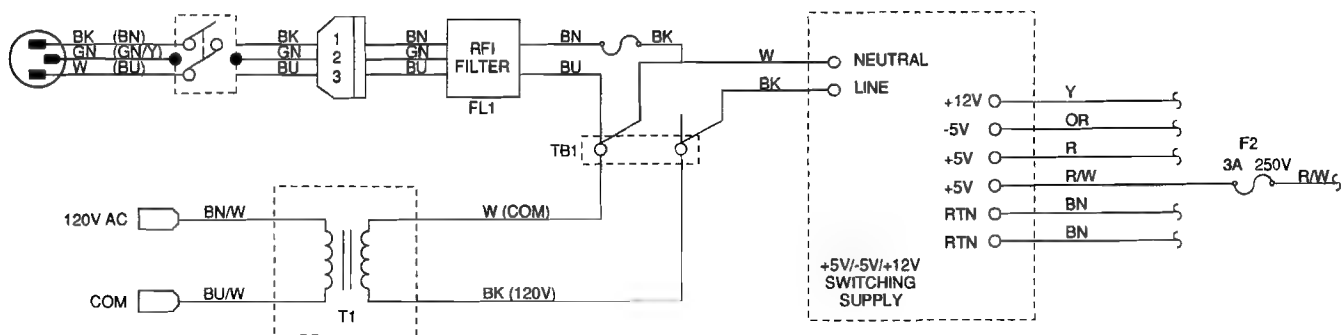 BK (BN) BK BN BN BK
GN (GN/Y) GN GN
W (BU) BU BU BU
1
2
3
RFI
FILTER
FL1
W NEUTRAL
BK LINE
TB1
+12V Y
-5V OR
+5V R
+5V R/W
RTN BN
RTN BN
F2
3A 250V
R/W
120V AC BN/W W (COM)
COM BU/W BK (120V)
T1
+5V/-5V/+12V
SWITCHING
SUPPLY